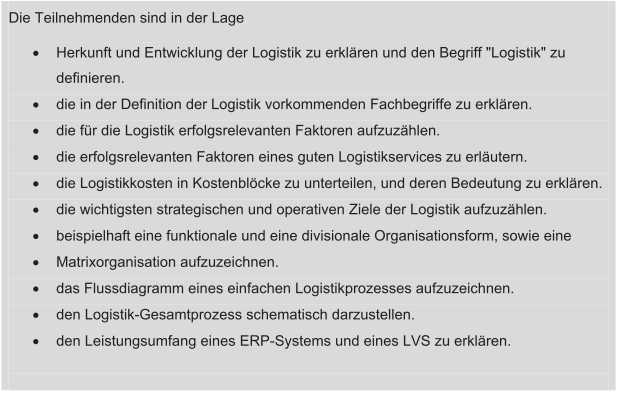 Die Teilnehmenden sind in der Lage
• Herkunft und Entwicklung der Logistik zu erklären und den Begriff "Logistik" zu
definieren.
• die in der Definition der Logistik vorkommenden Fachbegriffe zu erklären.
• die für die Logistik erfolgsrelevanten Faktoren aufzuzählen.
• die erfolgsrelevanten Faktoren eines guten Logistikservices zu erläutern.
• die Logistikkosten in Kostenblöcke zu unterteilen, und deren Bedeutung zu erklären.
• die wichtigsten strategischen und operativen Ziele der Logistik aufzuzählen.
• beispielhaft eine funktionale und eine divisionale Organisationsform, sowie eine
• Matrixorganisation aufzuzeichnen.
• das Flussdiagramm eines einfachen Logistikprozesses aufzuzeichnen.
• den Logistik-Gesamtprozess schematisch darzustellen.
• den Leistungsumfang eines ERP-Systems und eines LVS zu erklären.